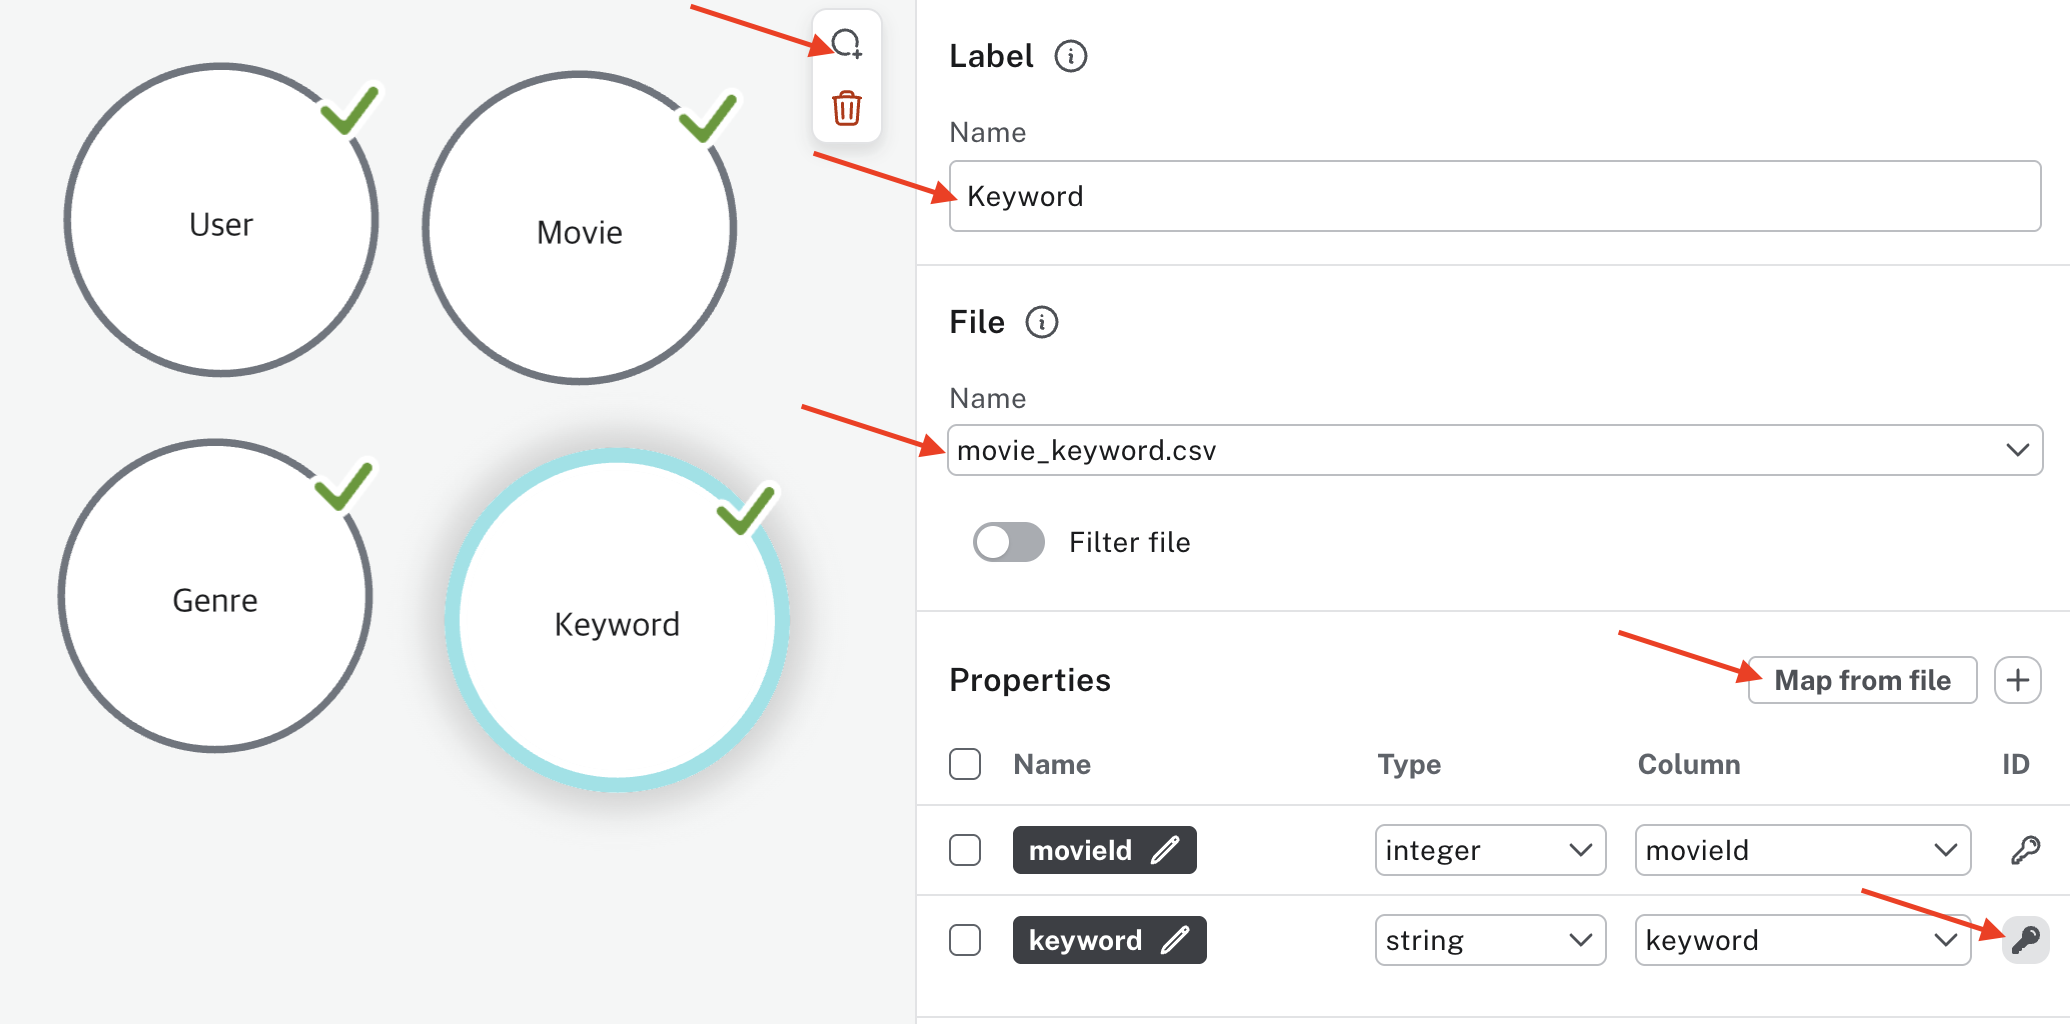 User
Movie
Genre
Keyword
Label
Name
Keyword
File
Name
movie_keyword.csv
Filter file
Properties
Map from file
Name Type Column ID
movieId integer movieId
keyword string keyword